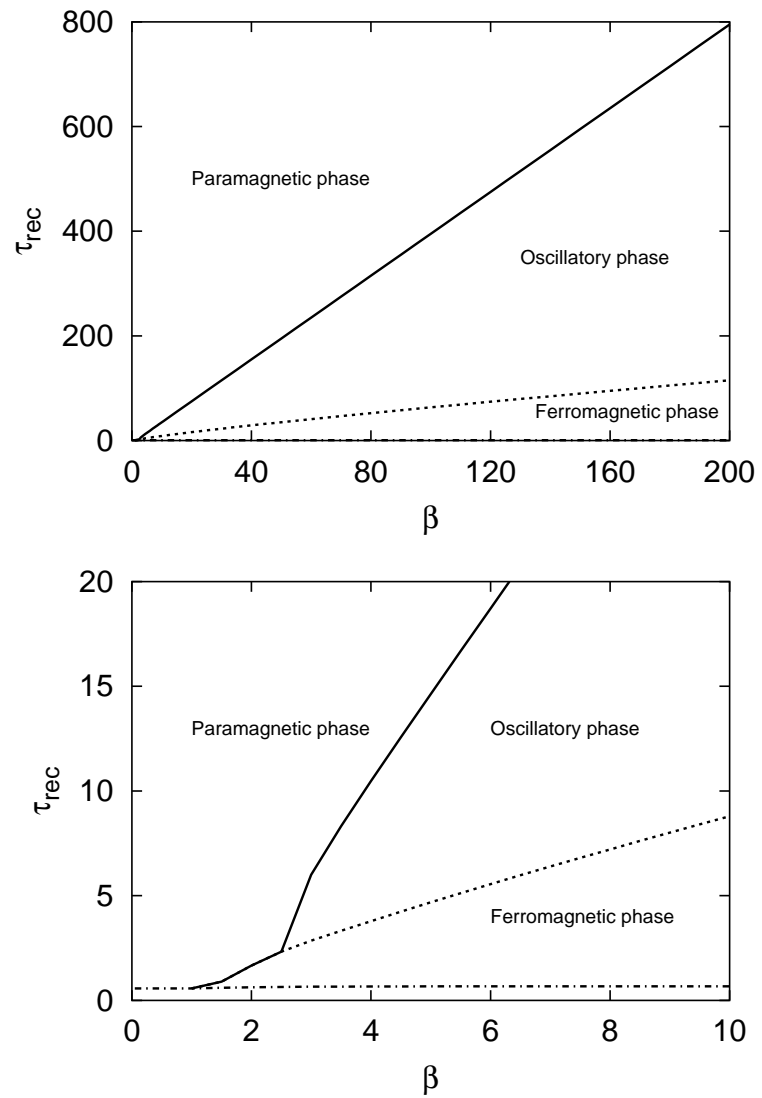 800
600
400
200
0
τrec
Paramagnetic phase
Oscillatory phase
Ferromagnetic phase
0 40 80 120 160 200
β
20
15
10
5
0
τrec
Paramagnetic phase Oscillatory phase
Ferromagnetic phase
0 2 4 6 8 10
β